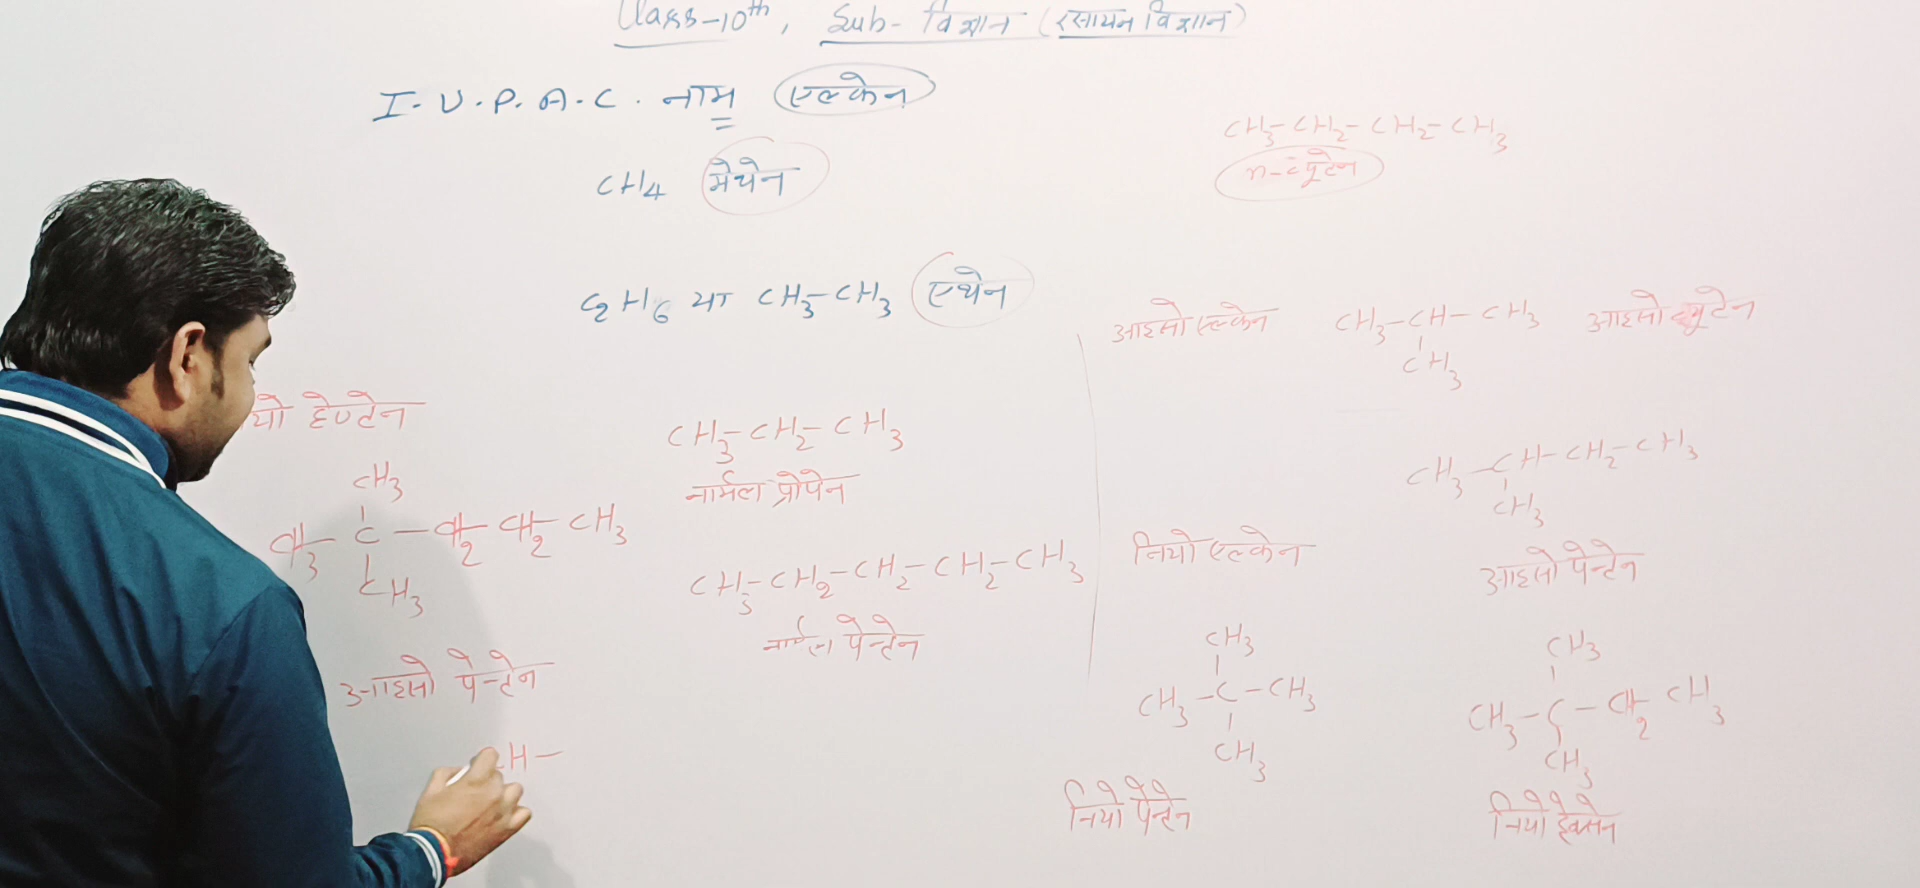 Class-10th, Sub- विज्ञान (रसायन विज्ञान)
I.U.P.A.C. नाम एल्केन
CH4 मेथेन
C2H6 या CH3-CH3 एथेन
CH3-CH2-CH2-CH3
n-ब्यूटेन
आइसो एल्केन CH3-CH-CH3 आइसो ब्यूटेन
CH3
CH3-CH-CH2-CH3
CH3
आइसो पेन्टेन
यो हेप्टेन
CH3
CH3-C-CH2-CH2-CH3
CH3
CH3-CH2-CH3
नार्मल प्रोपेन
CH3-CH2-CH2-CH2-CH3
नार्मल पेन्टेन
नियो एल्केन
CH3
CH3-C-CH3
CH3
नियो पेन्टेन
CH3
CH3-C-CH2 CH3
CH3
नियो हेक्सेन
आइसो पेन्टेन
CH-